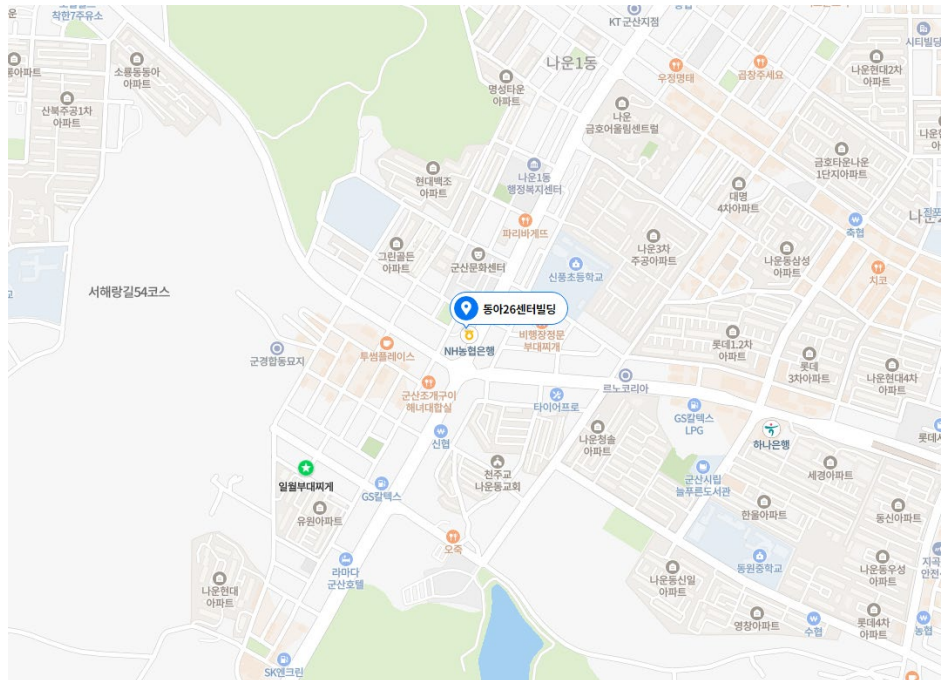 착한7주유소
KT 군산지점
농협
시티빌딩
소룡동동아
아파트
나운1동
우정명태
곱창주세요
나운현대2차
아파트
명성타운
아파트
산북주공1차
아파트
나운
금호어울림센트럴
금호타운나운
1단지아파트
현대백조
아파트
나운1동
행정복지센터
대명
4차아파트
파리바게뜨
축협
그린골든
아파트
군산문화센터
나운3차
주공아파트
나운동삼성
아파트
신풍초등학교
치코
서해랑길54코스
동아26센터빌딩
비행장정문
부대찌개
NH농협은행
투썸플레이스
군경합동묘지
롯데1.2차
아파트
롯데
3차아파트
나운현대4차
아파트
군산조개구이
해녀대합실
르노코리아
타이어프로
GS칼텍스
LPG
신협
나운청솔
아파트
하나은행
천주교
나운동교회
세경아파트
일월부대찌게
GS칼텍스
군산시립
늘푸른도서관
유원아파트
한울아파트
동신아파트
오죽
라마다
군산호텔
동원중학교
나운동신일
아파트
나운동우성
아파트
지곡
안전
나운현대
아파트
영창아파트
수협
롯데4차
아파트
농협
SK엔크린